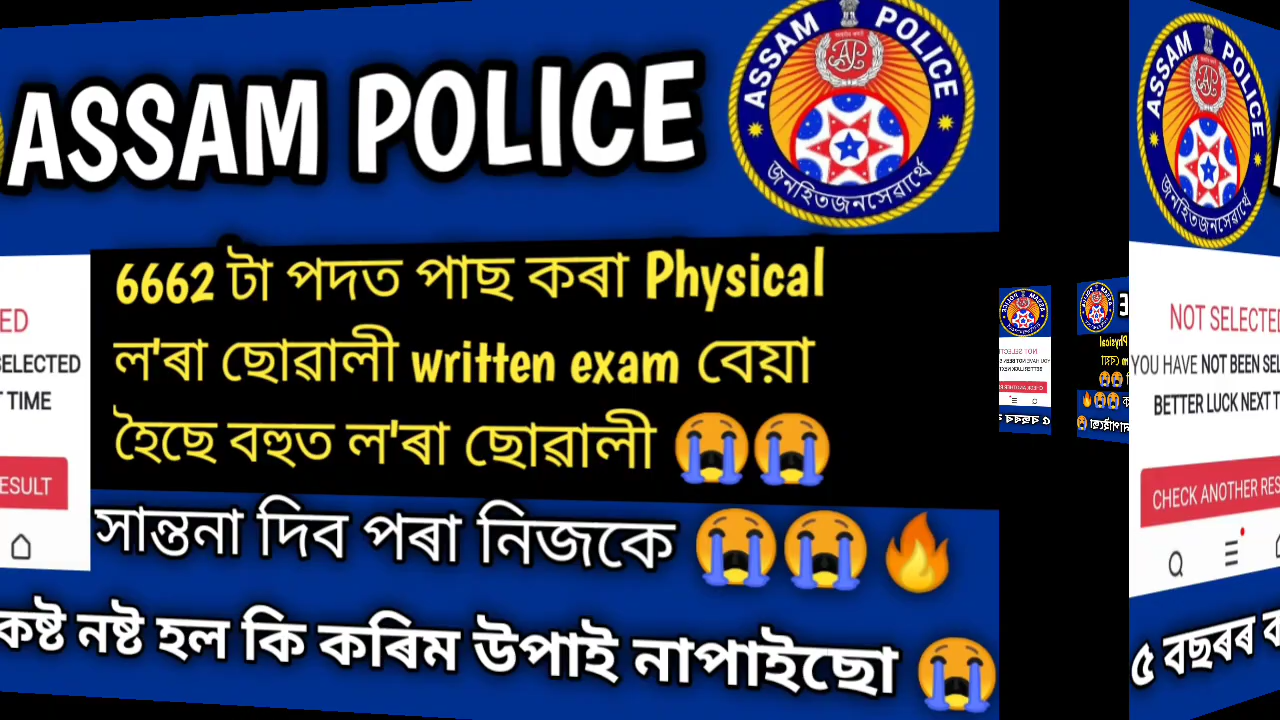 ASSAM POLICE
ASSAM POLICE
জনহিতজনসেৱাৰ্থে
6662 টা পদত পাছ কৰা Physical
ল'ৰা ছোৱালী written exam বেয়া
হৈছে বহুত ল'ৰা ছোৱালী 😭😭
সান্তনা দিব পৰা নিজকে 😭😭🔥
কষ্ট নষ্ট হল কি কৰিম উপাই নাপাইছো 😭
ED
SELECTED
TIME
ESULT
ASSAM POLICE
জনহিতজনসেৱাৰ্থে
NOT SELECTED
YOU HAVE NOT BEEN SEL
BETTER LUCK NEXT T
CHECK ANOTHER RES
৫ বছৰৰ ক